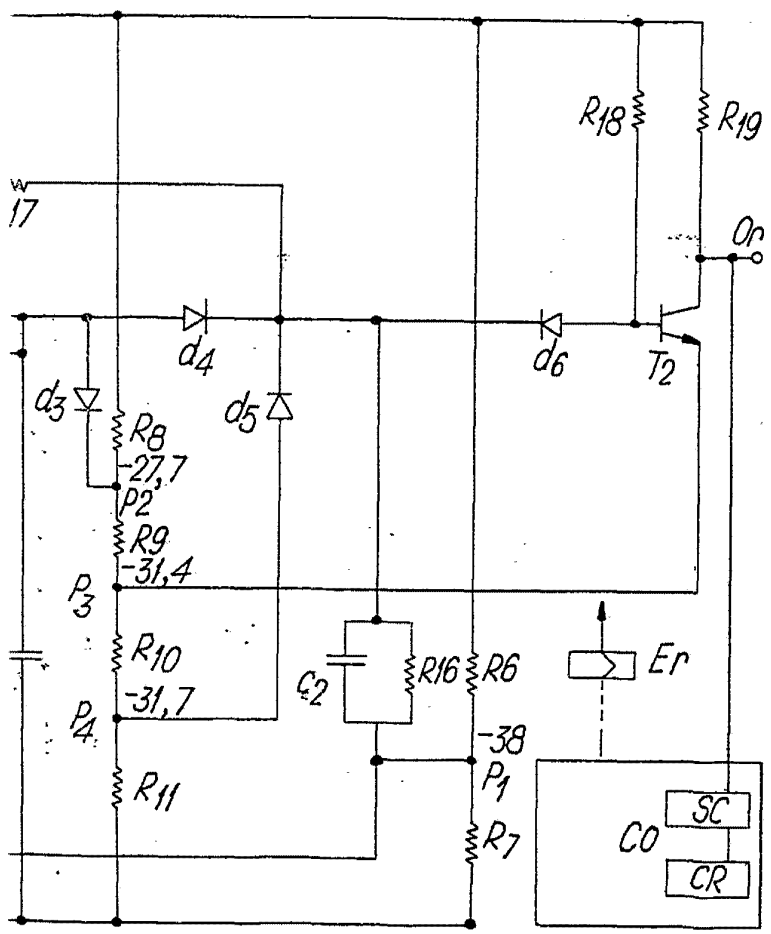 R18
R19
17
Or
d4
d6
T2
d3
d5
R8
-27,7
P2
R9
-31,4
P3
R10
C2
R16
R6
Er
-31,7
P4
-38
P1
R11
R7
CO
SC
CR